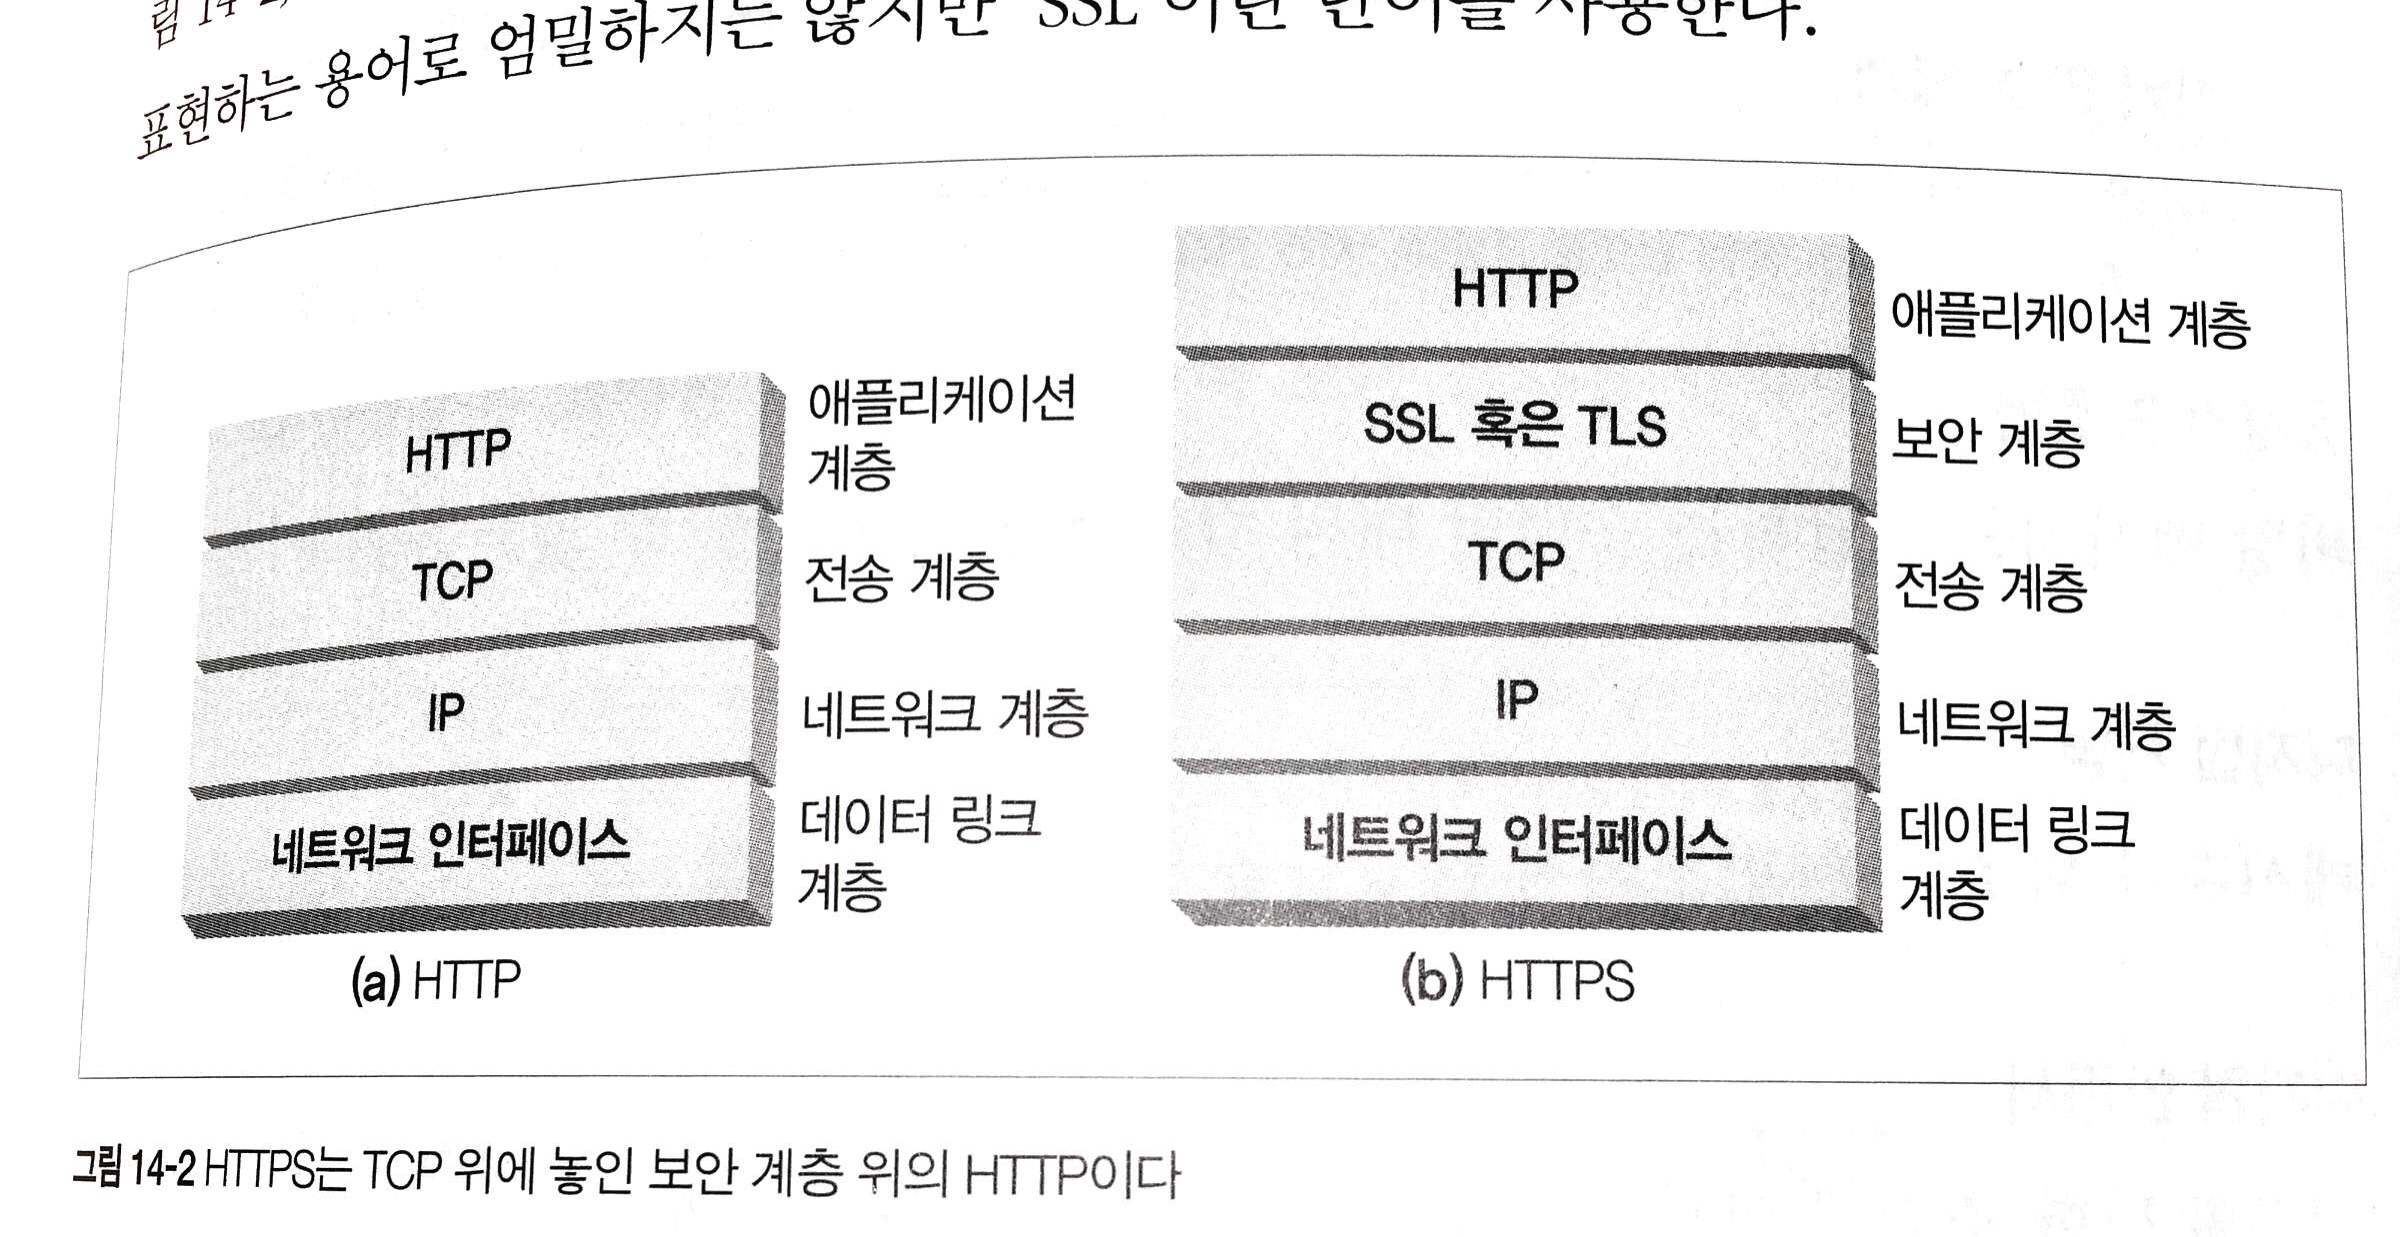 림 14-2,
표현하는 용어로 엄밀하지는 않지만 'SSL'이란 단어를 사용한다.
HTTP
애플리케이션
계층
TCP
전송 계층
IP
네트워크 계층
네트워크 인터페이스
데이터 링크
계층
(a) HTTP
HTTP
애플리케이션 계층
SSL 혹은 TLS
보안 계층
TCP
전송 계층
IP
네트워크 계층
네트워크 인터페이스
데이터 링크
계층
(b) HTTPS
그림 14-2 HTTPS는 TCP 위에 놓인 보안 계층 위의 HTTP이다